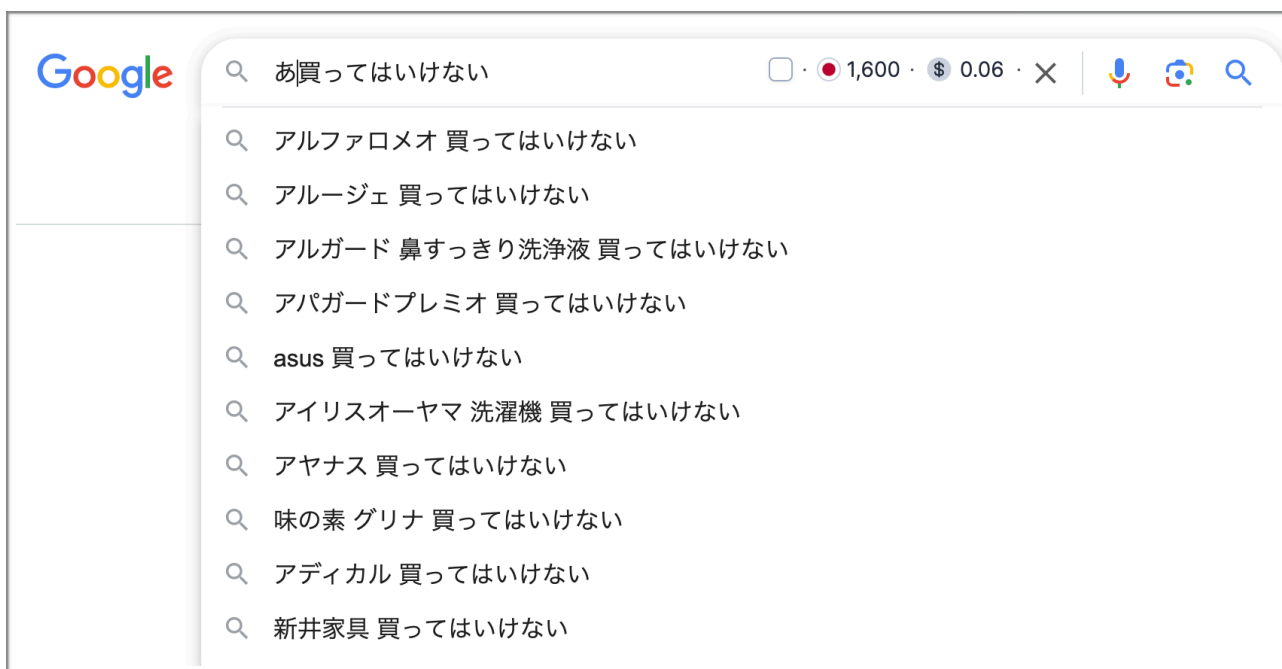 Google
あ買ってはいけない · 1,600 · $ 0.06 ·
アルファロメオ 買ってはいけない
アルージェ 買ってはいけない
アルガード 鼻すっきり洗浄液 買ってはいけない
アパガードプレミオ 買ってはいけない
asus 買ってはいけない
アイリスオーヤマ 洗濯機 買ってはいけない
アヤナス 買ってはいけない
味の素 グリナ 買ってはいけない
アディカル 買ってはいけない
新井家具 買ってはいけない